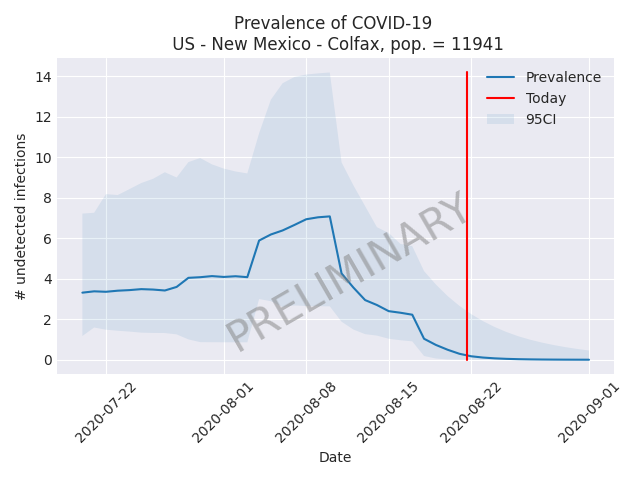 Prevalence of COVID-19
US - New Mexico - Colfax, pop. = 11941
# undetected infections
14
12
10
8
6
4
2
0
Prevalence
Today
95CI
PRELIMINARY
2020-07-22
2020-08-01
2020-08-08
2020-08-15
2020-08-22
2020-09-01
Date